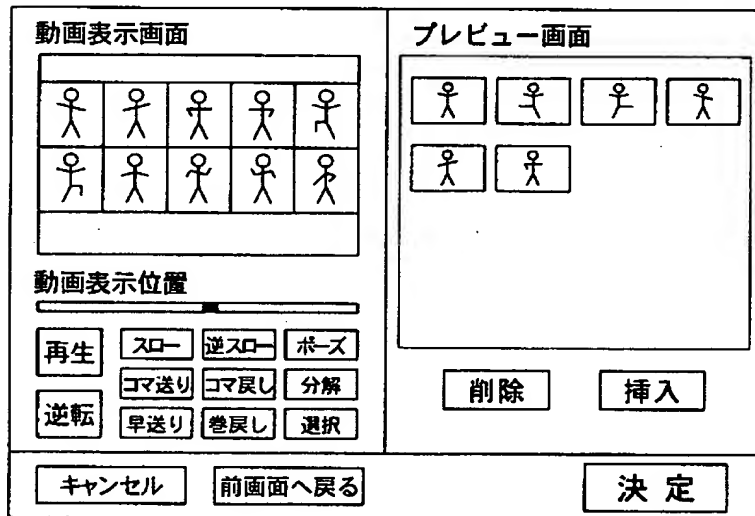 動画表示画面
プレビュー画面
動画表示位置
再生
スロー
逆スロー
ポーズ
コマ送り
コマ戻し
分解
逆転
早送り
巻戻し
選択
削除
挿入
キャンセル
前画面へ戻る
決定